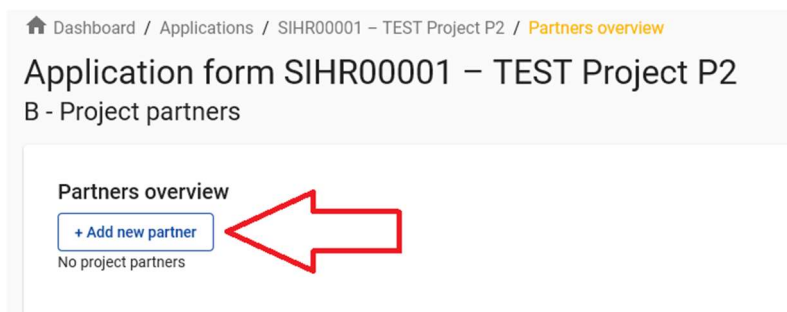 Dashboard / Applications / SIHR00001 – TEST Project P2 / Partners overview
Application form SIHR00001 – TEST Project P2
B - Project partners
Partners overview
+ Add new partner
No project partners